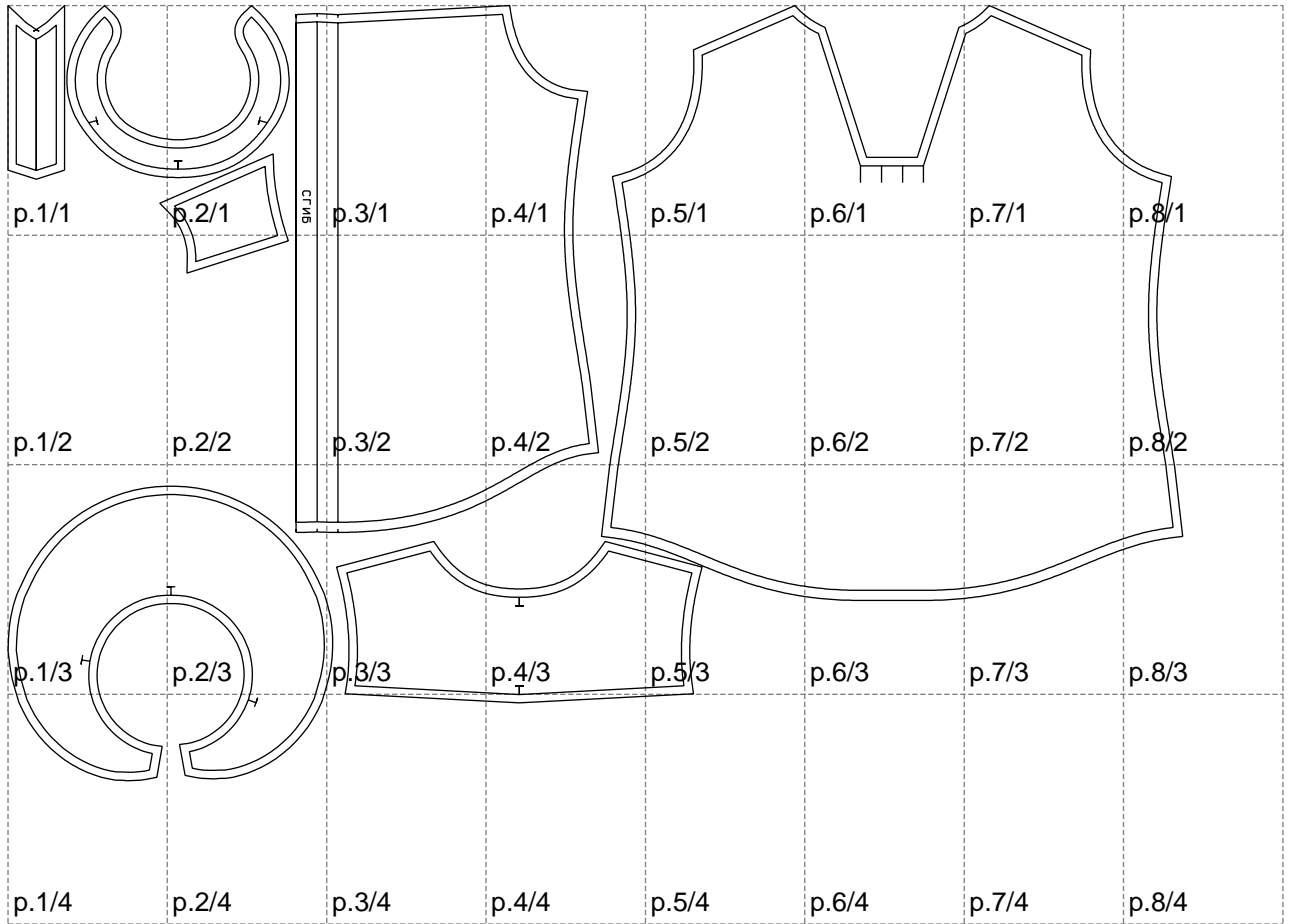 СГИБ
p.1/1 p.2/1 p.3/1 p.4/1 p.5/1 p.6/1 p.7/1 p.8/1
p.1/2 p.2/2 p.3/2 p.4/2 p.5/2 p.6/2 p.7/2 p.8/2
p.1/3 p.2/3 p.3/3 p.4/3 p.5/3 p.6/3 p.7/3 p.8/3
p.1/4 p.2/4 p.3/4 p.4/4 p.5/4 p.6/4 p.7/4 p.8/4